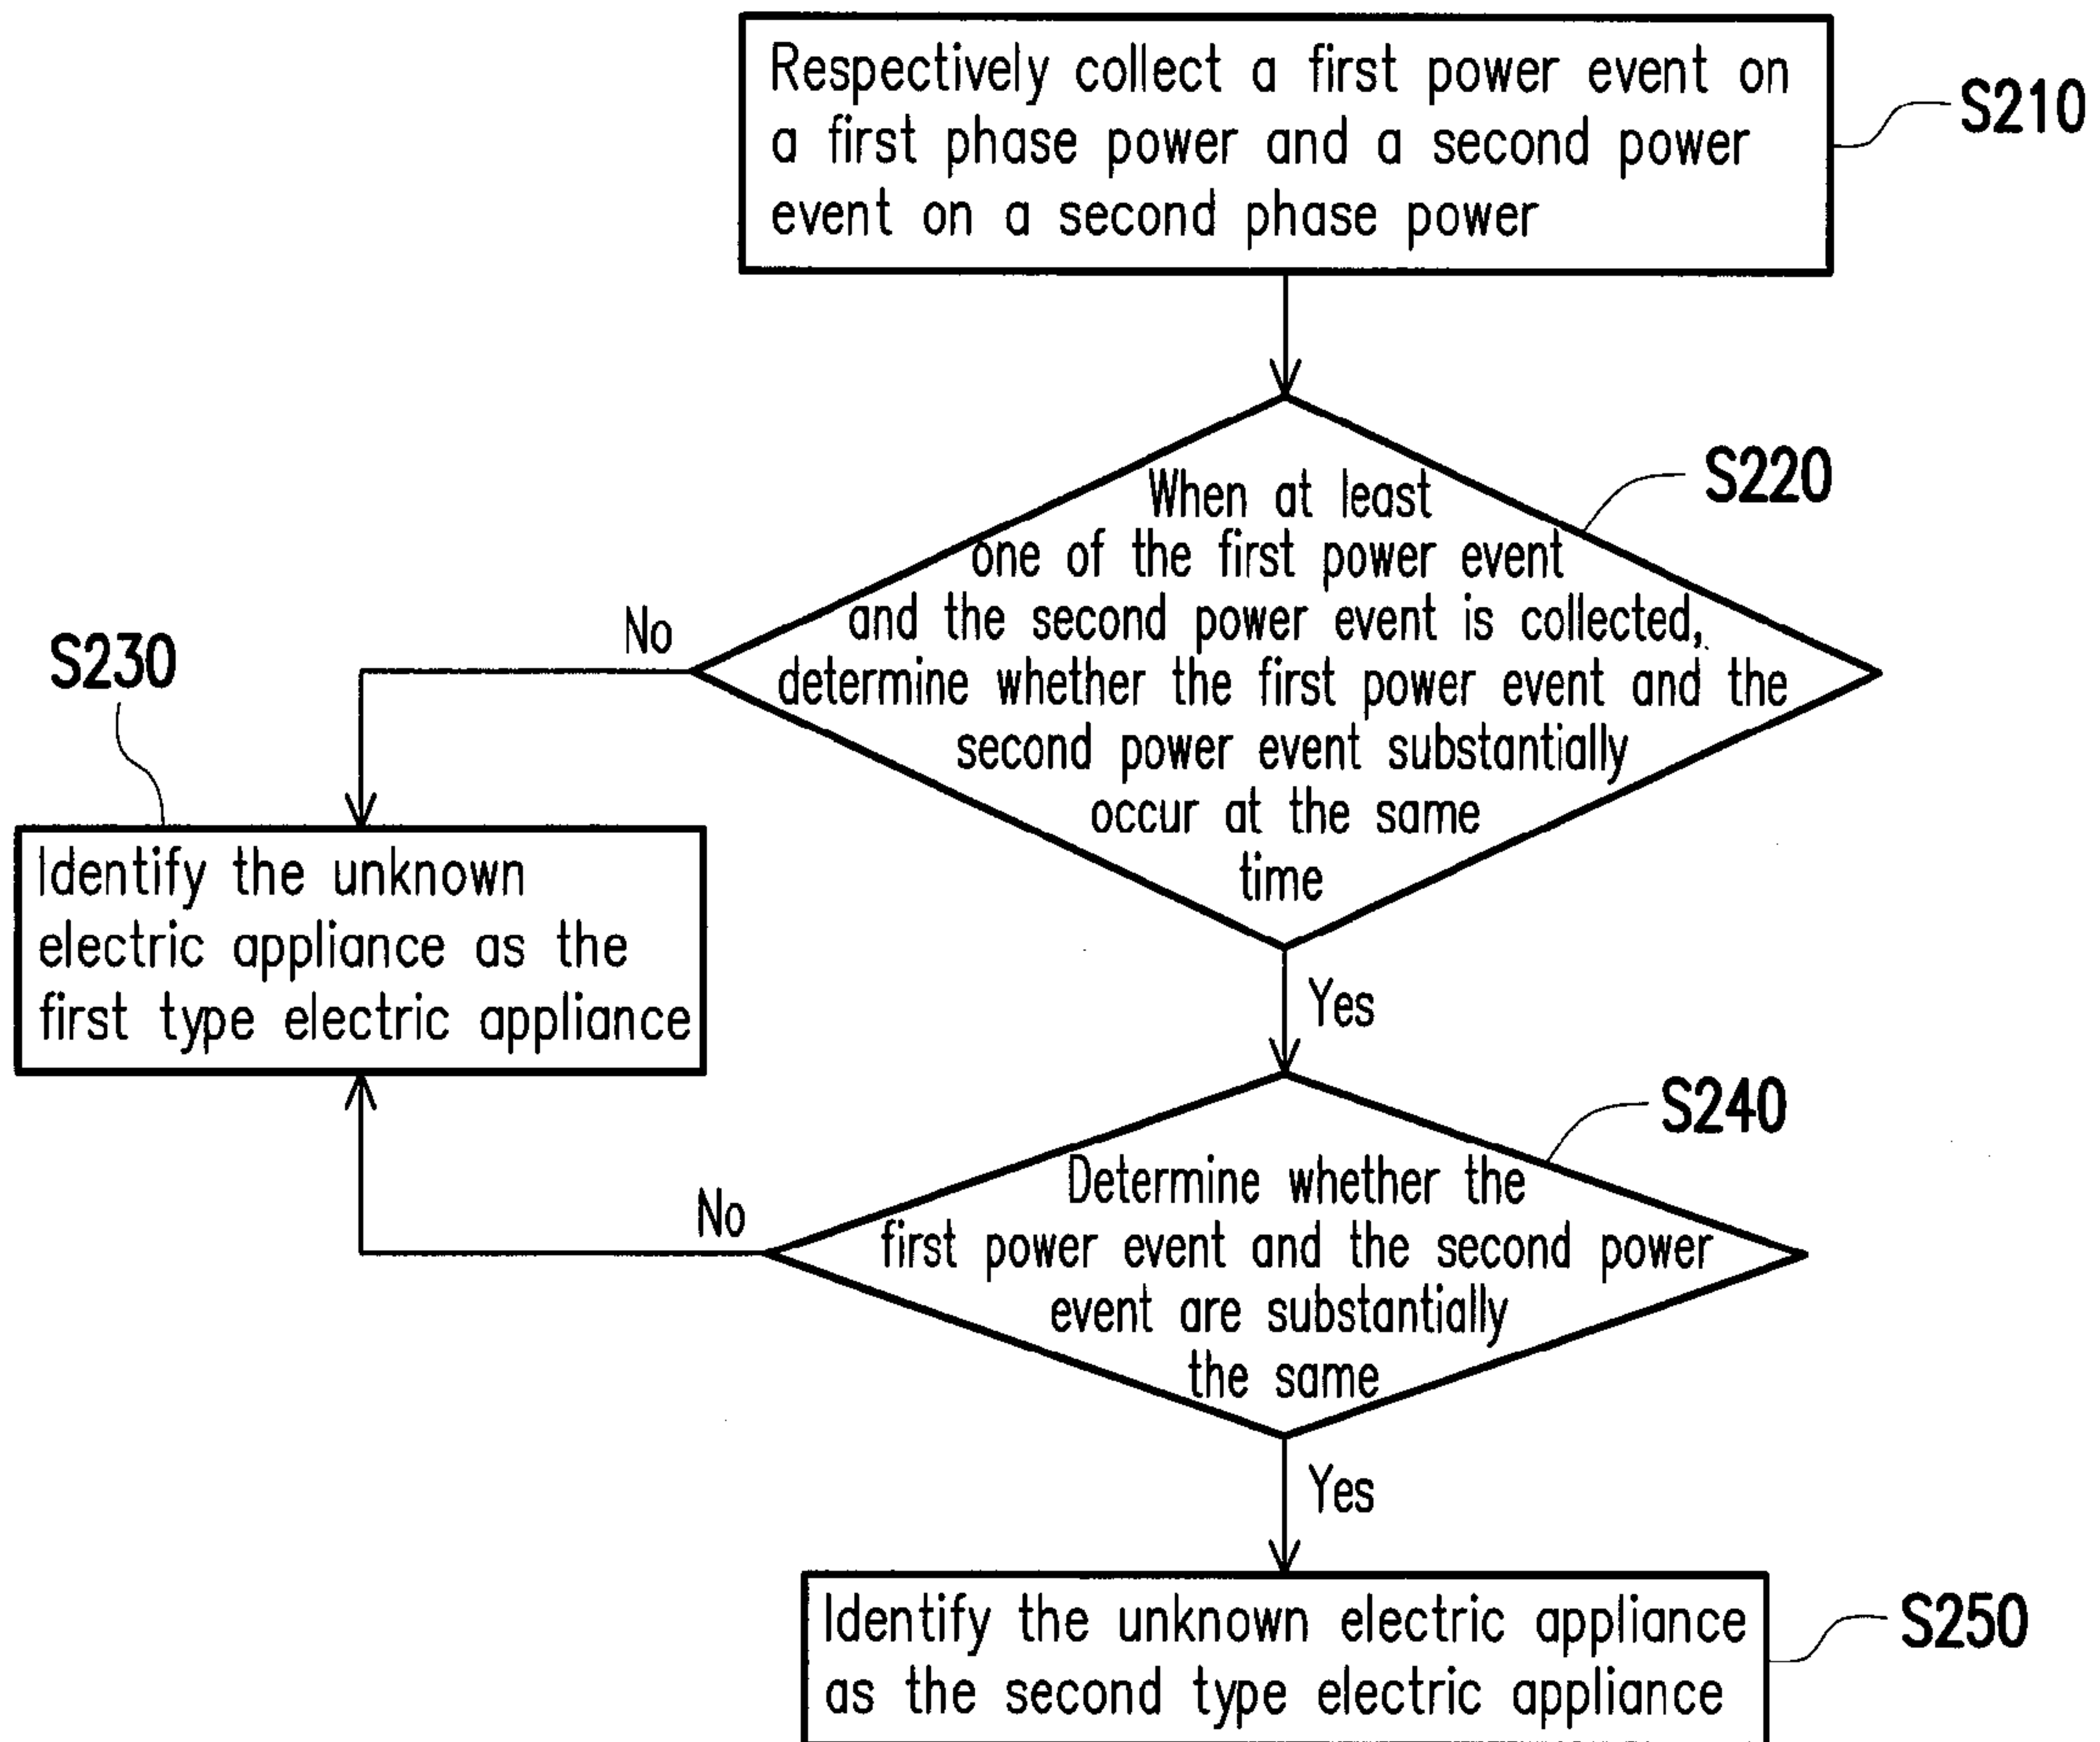 Respectively collect a first power event on
a first phase power and a second power
event on a second phase power
S210
When at least
one of the first power event
and the second power event is collected,
determine whether the first power event and the
second power event substantially
occur at the same
time
S220
No
S230
Identify the unknown
electric appliance as the
first type electric appliance
Yes
Determine whether the
first power event and the second power
event are substantially
the same
S240
No
Yes
Identify the unknown electric appliance
as the second type electric appliance
S250